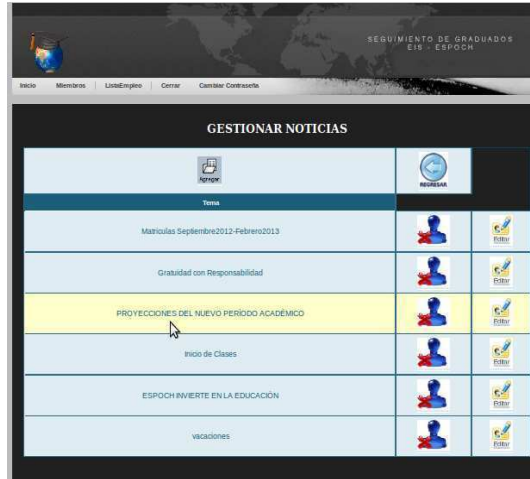 SEGUIMIENTO DE GRADUADOS
EIS - ESPOCH
Inicio Miembros ListaEmpleo Cerrar Cambiar Contraseña
GESTIONAR NOTICIAS
Agregar REGRESAR
Tema
Matriculas Septiembre2012-Febrero2013 Editar
Gratuidad con Responsabilidad Editar
PROYECCIONES DEL NUEVO PERÍODO ACADÉMICO Editar
Inicio de Clases Editar
ESPOCH INVIERTE EN LA EDUCACIÓN Editar
vacaciones Editar